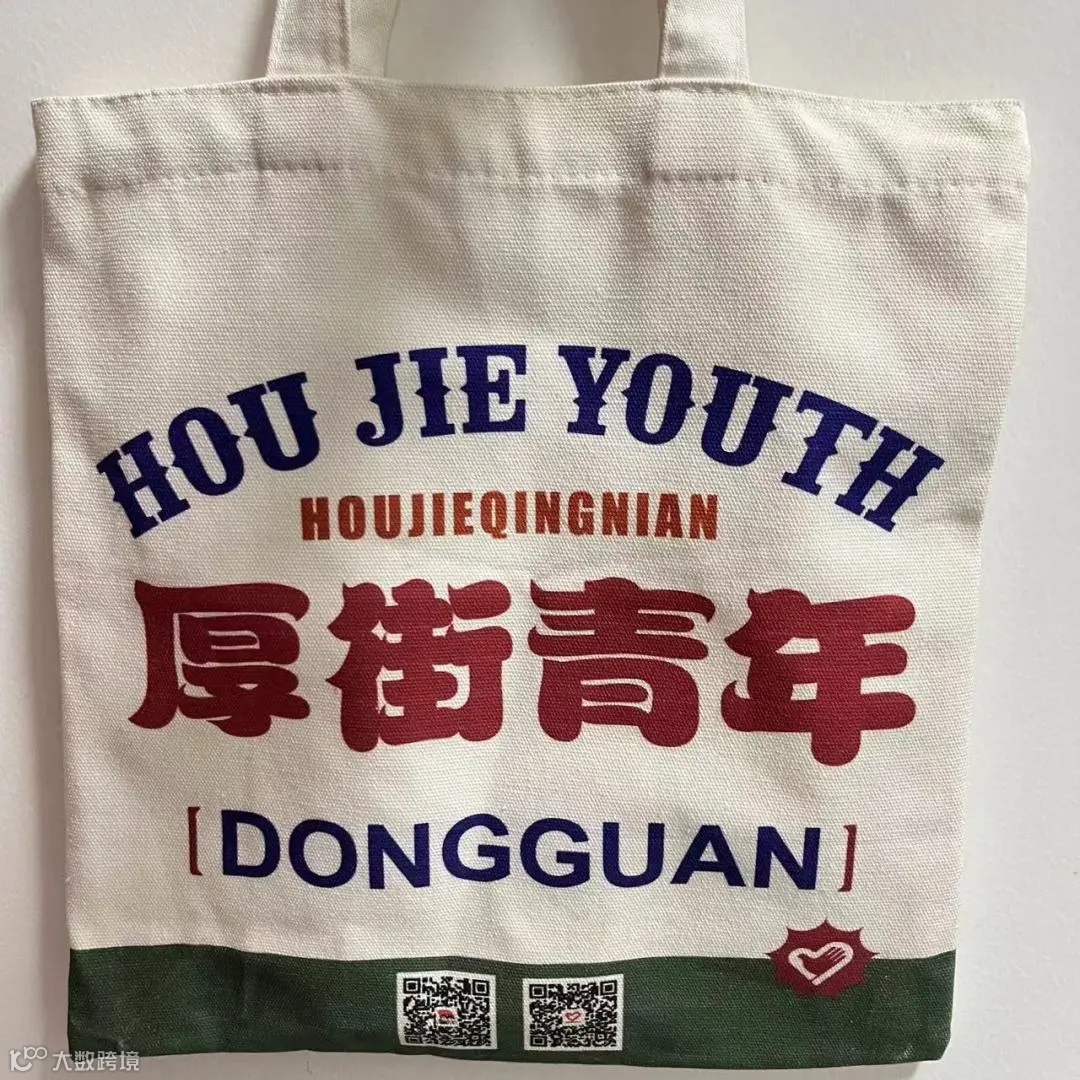 HOU JIE YOUTH
HOUJIEQINGNIAN
厚街青年
[DONGGUAN]
大数跨境